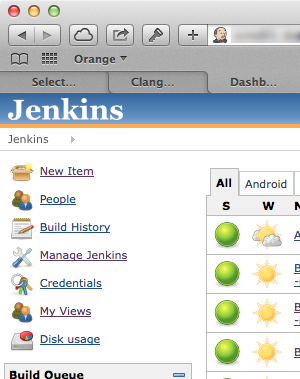 Orange
Select...
Clang...
Dashb...
Jenkins
Jenkins
New Item
People
Build History
Manage Jenkins
Credentials
My Views
Disk usage
Build Queue
All
Android
S
W